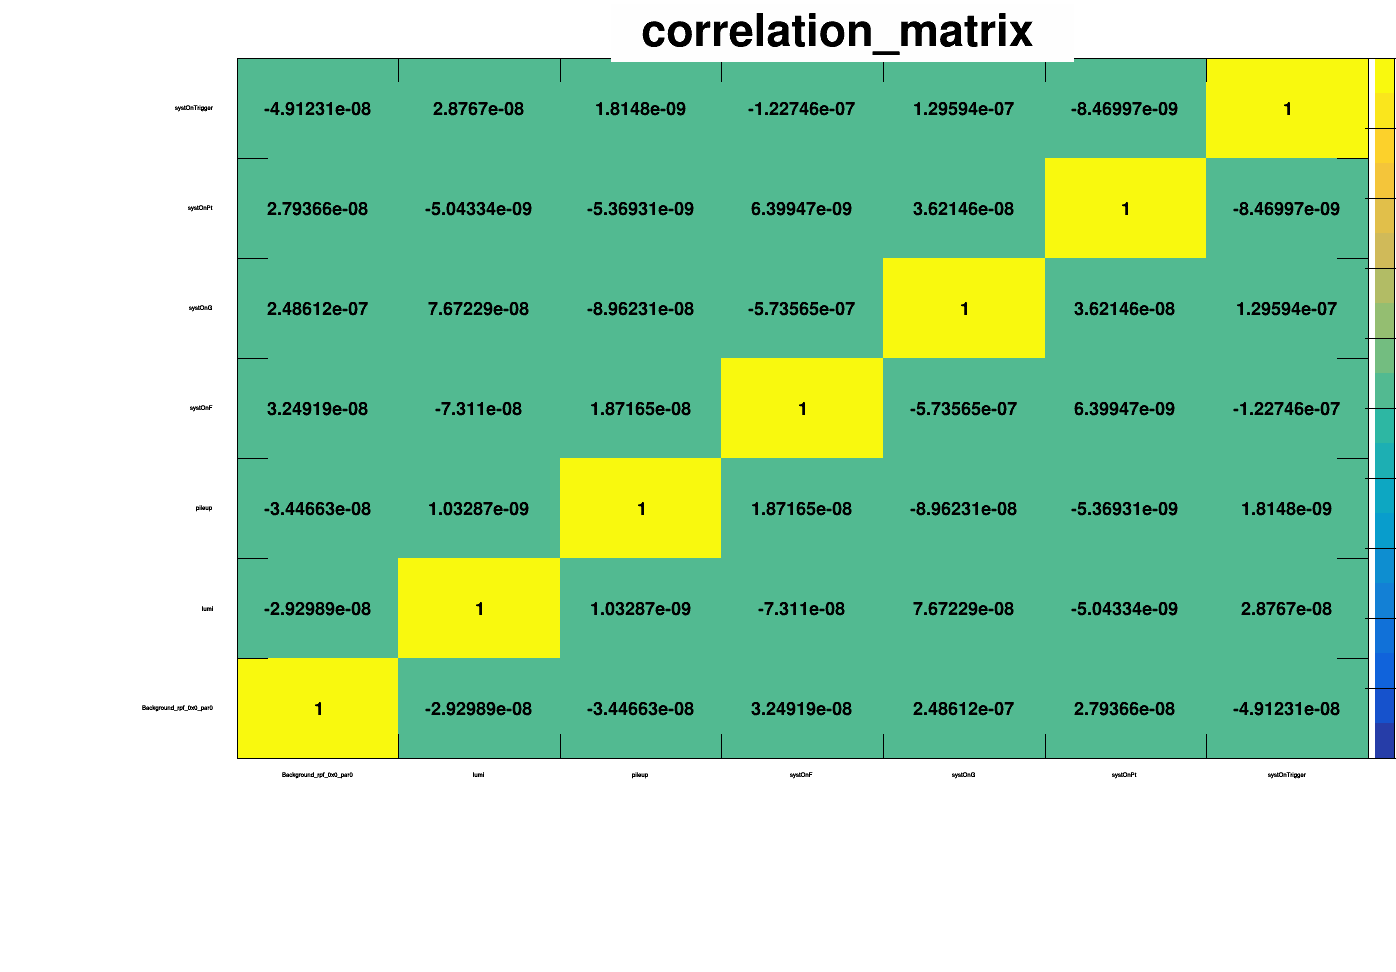 correlation_matrix
systOnTrigger -4.91231e-08 2.8767e-08 1.8148e-09 -1.22746e-07 1.29594e-07 -8.46997e-09 1
systOnPt 2.79366e-08 -5.04334e-09 -5.36931e-09 6.39947e-09 3.62146e-08 1 -8.46997e-09
systOnG 2.48612e-07 7.67229e-08 -8.96231e-08 -5.73565e-07 1 3.62146e-08 1.29594e-07
systOnF 3.24919e-08 -7.311e-08 1.87165e-08 1 -5.73565e-07 6.39947e-09 -1.22746e-07
pileup -3.44663e-08 1.03287e-09 1 1.87165e-08 -8.96231e-08 -5.36931e-09 1.8148e-09
lumi -2.92989e-08 1 1.03287e-09 -7.311e-08 7.67229e-08 -5.04334e-09 2.8767e-08
Background_rpf_0x0_par0 1 -2.92989e-08 -3.44663e-08 3.24919e-08 2.48612e-07 2.79366e-08 -4.91231e-08
Background_rpf_0x0_par0 lumi pileup systOnF systOnG systOnPt systOnTrigger